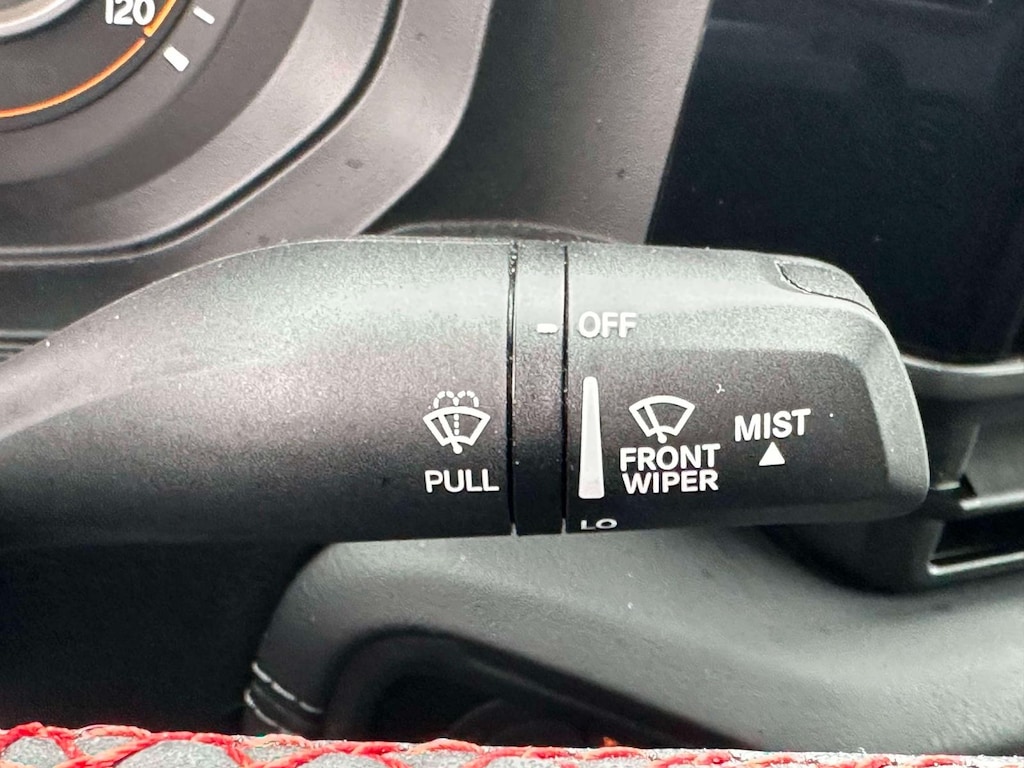 120
OFF
PULL
FRONT
WIPER
MIST
LO